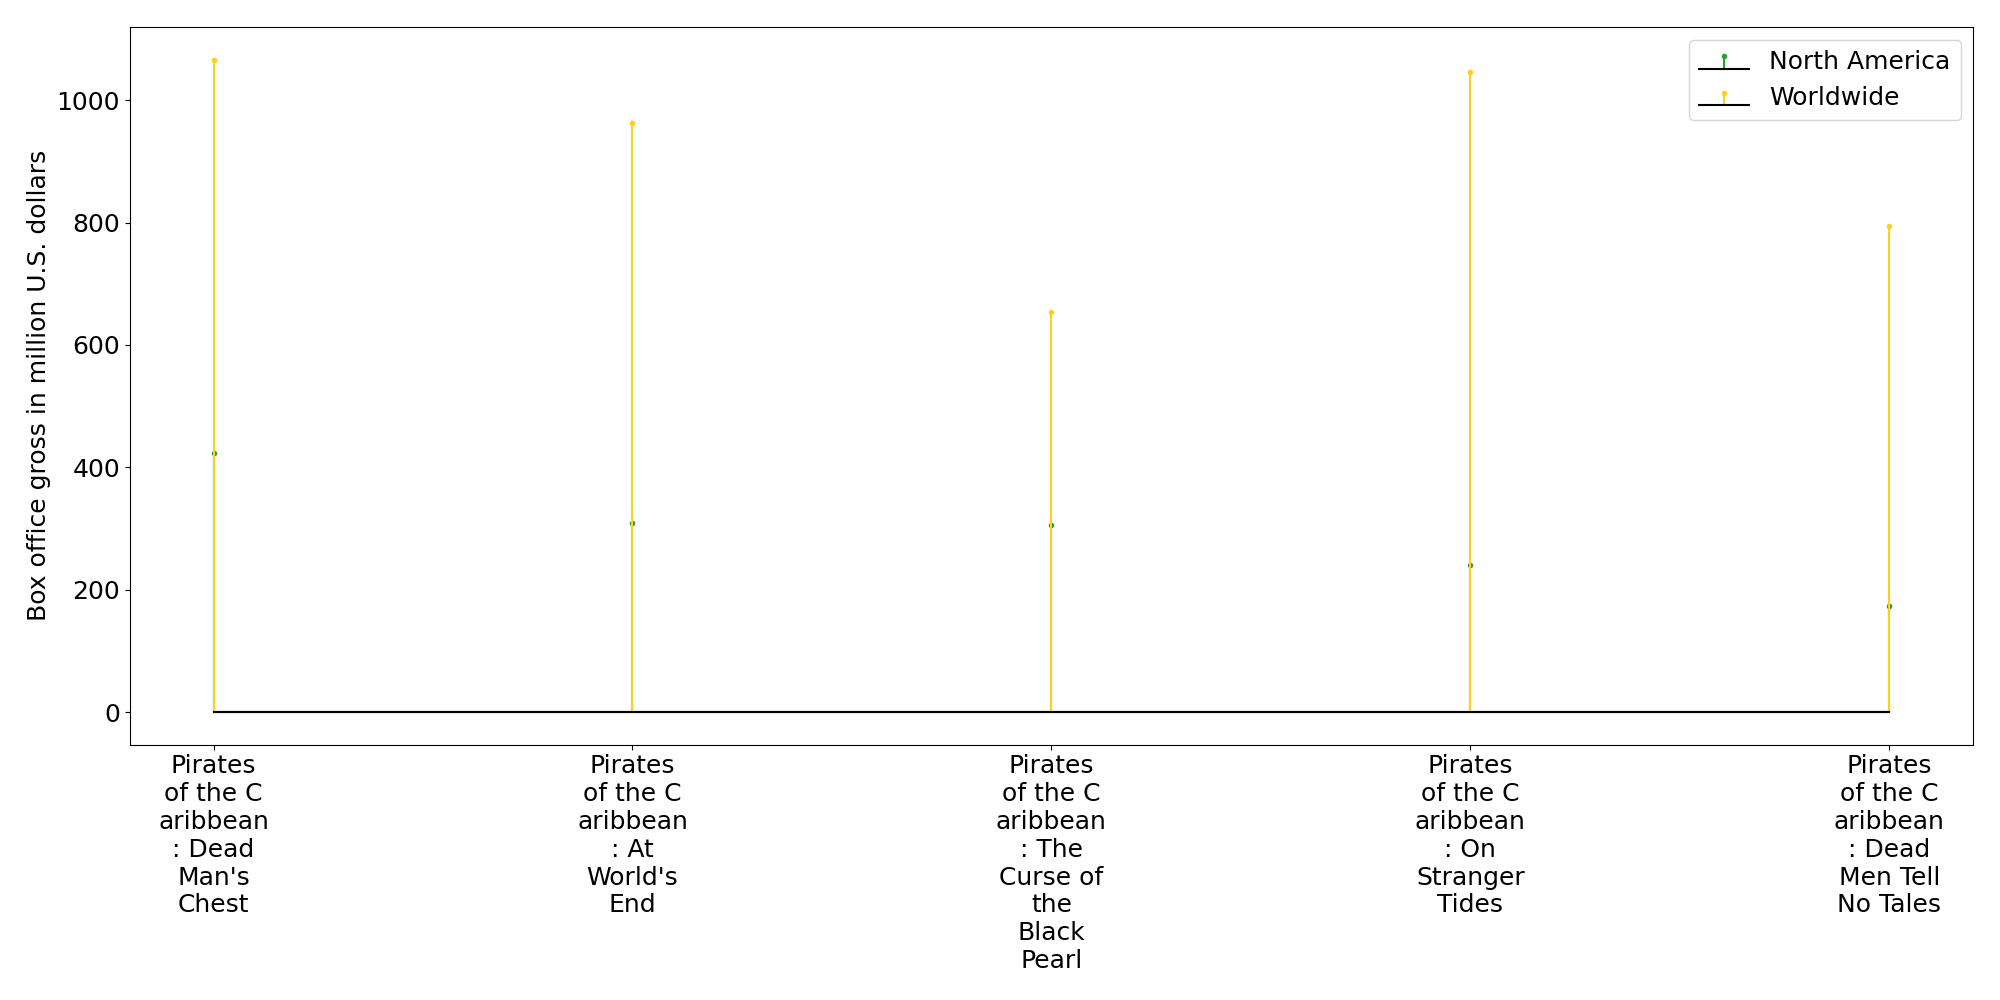 Box office gross in million U.S. dollars
1000
800
600
400
200
0
North America
Worldwide
Pirates
of the C
aribbean
: Dead
Man's
Chest
Pirates
of the C
aribbean
: At
World's
End
Pirates
of the C
aribbean
: The
Curse of
the
Black
Pearl
Pirates
of the C
aribbean
: On
Stranger
Tides
Pirates
of the C
aribbean
: Dead
Men Tell
No Tales